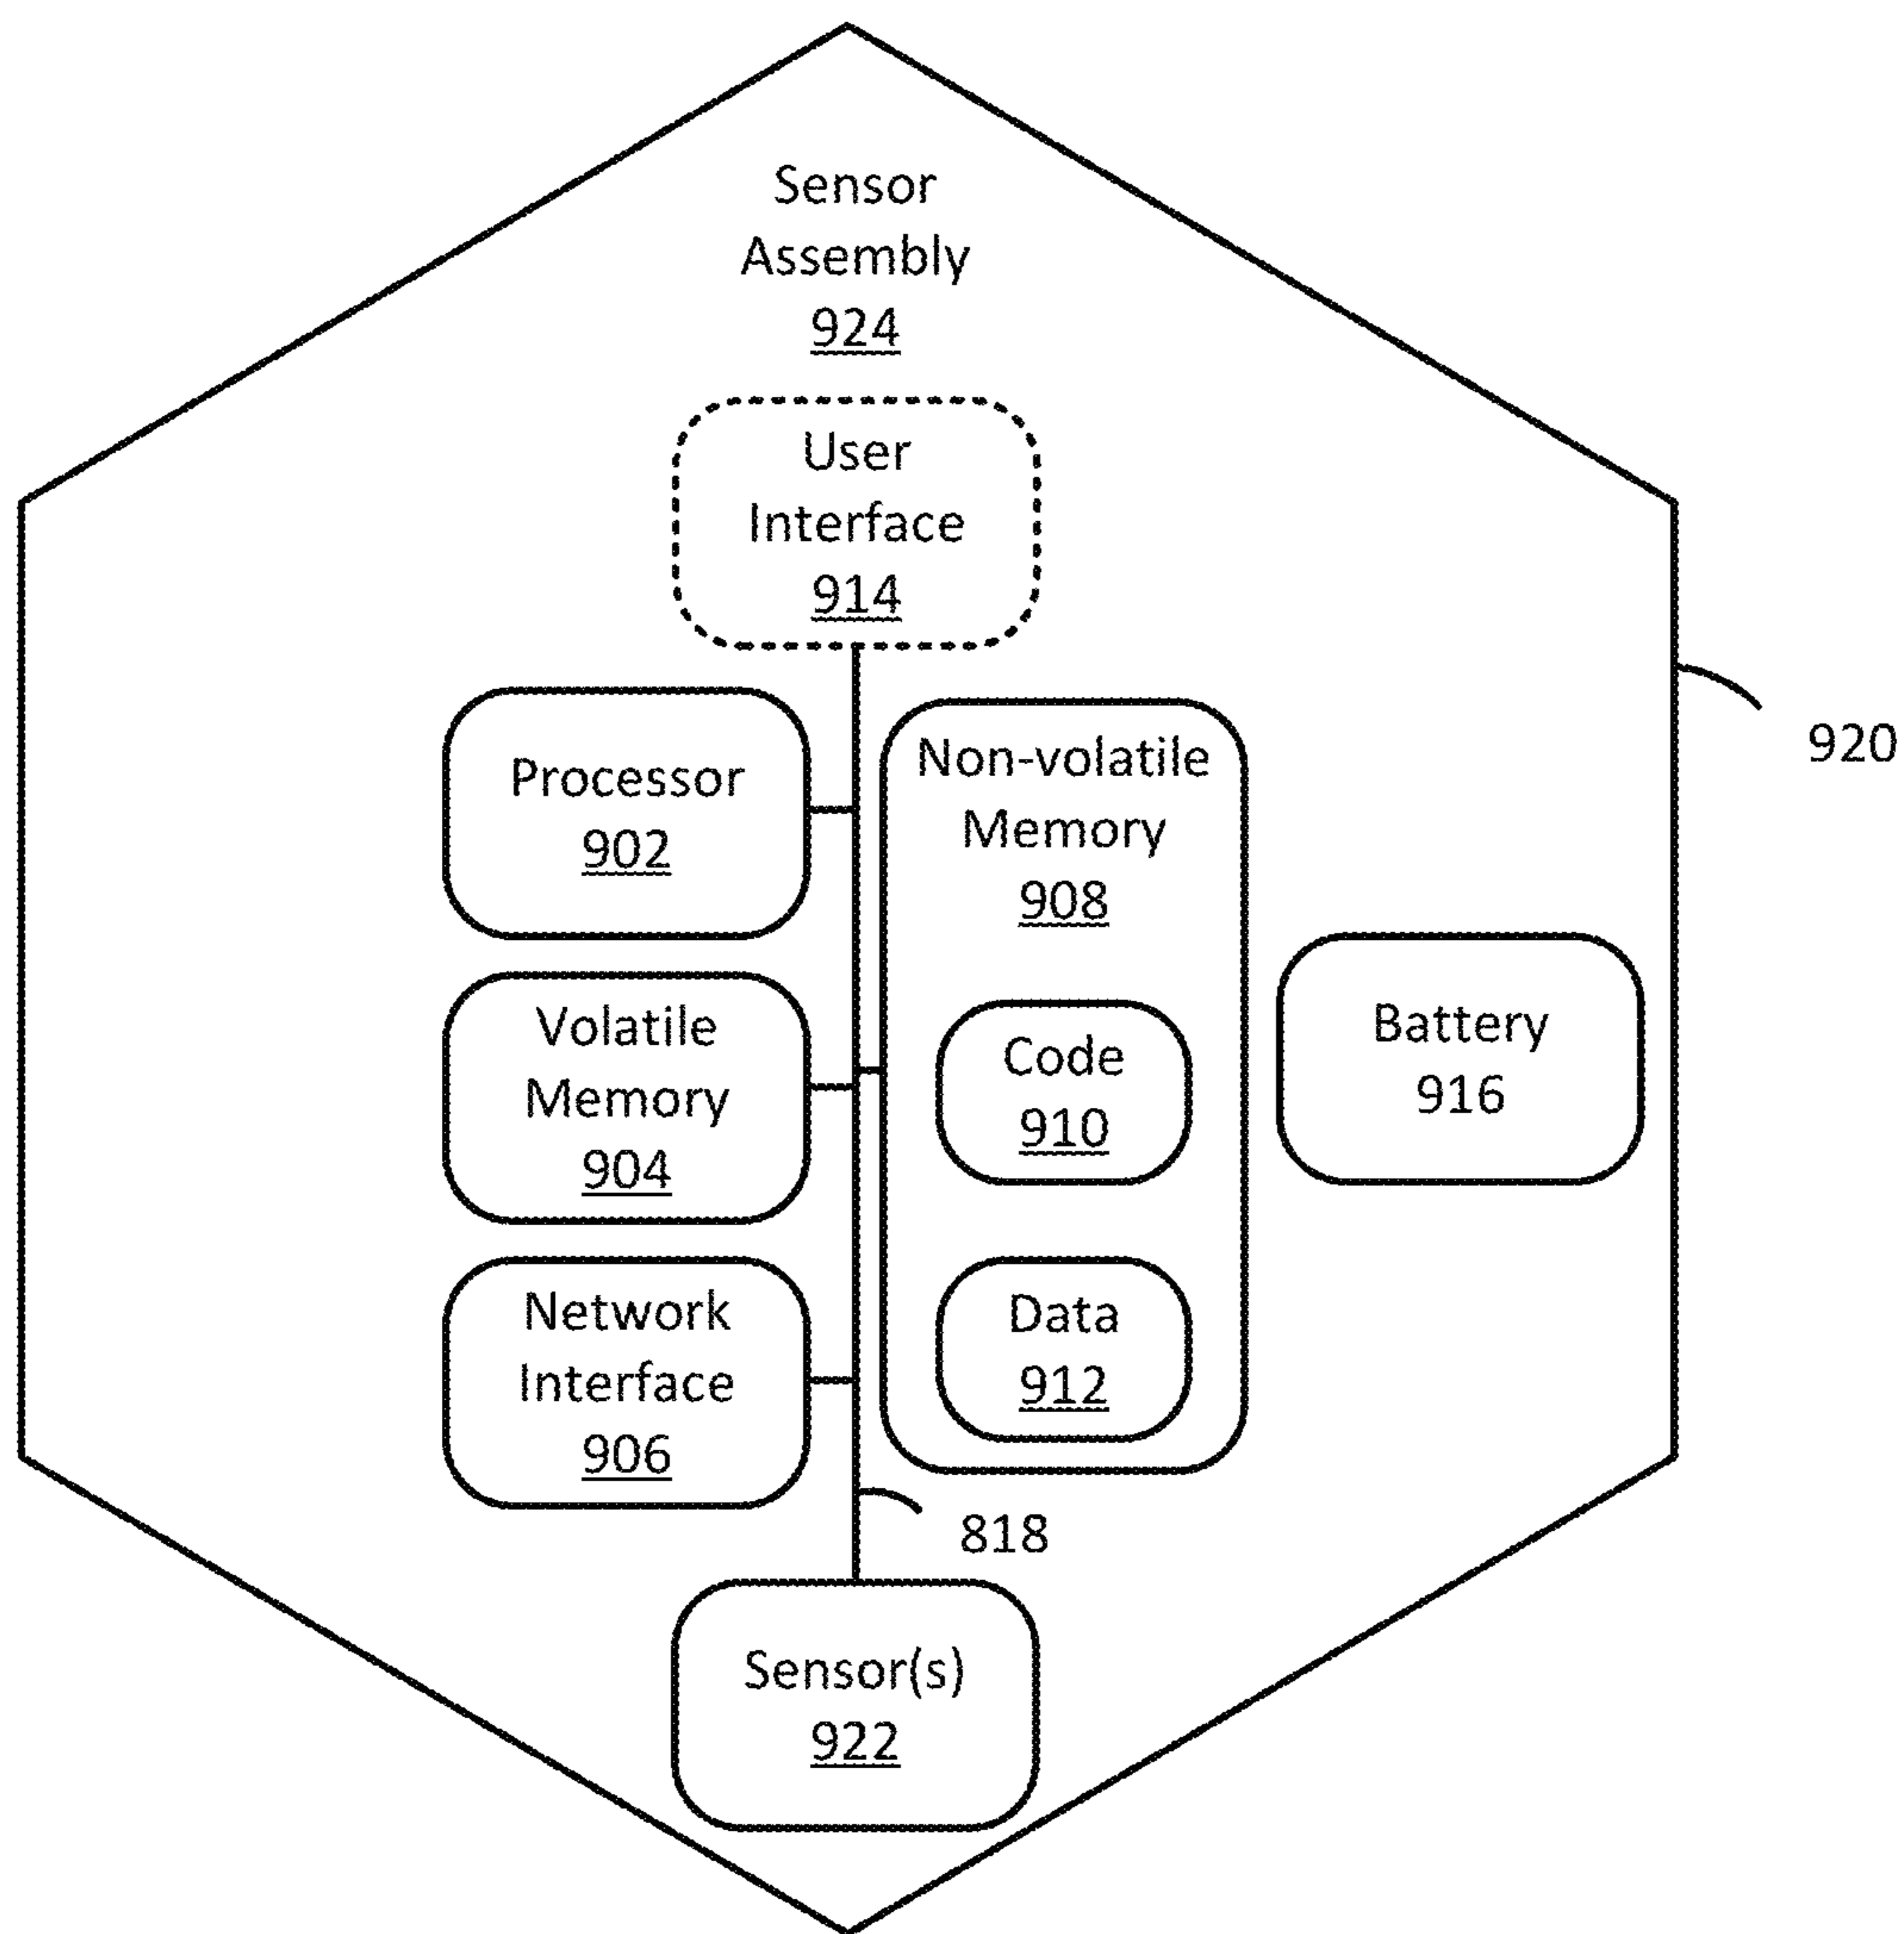 Sensor
Assembly
924
User
Interface
914
Processor
902
Non-volatile
Memory
908
920
Volatile
Memory
904
Code
910
Battery
916
Network
Interface
906
Data
912
818
Sensor(s)
922